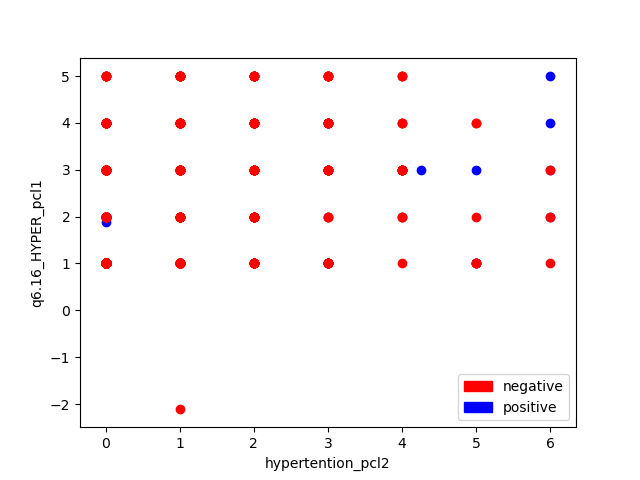 5
4
3
2
1
0
−1
−2
q6.16_HYPER_pcl1
negative
positive
0 1 2 3 4 5 6
hypertention_pcl2